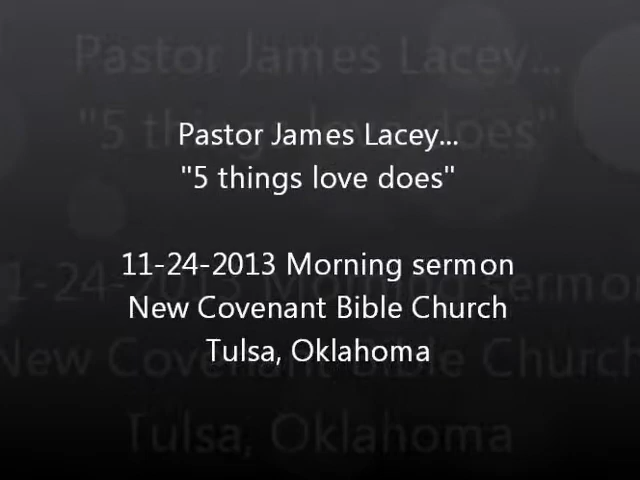 Pastor James Lacey...
"5 things love does"
11-24-2013 Morning sermon
New Covenant Bible Church
Tulsa, Oklahoma